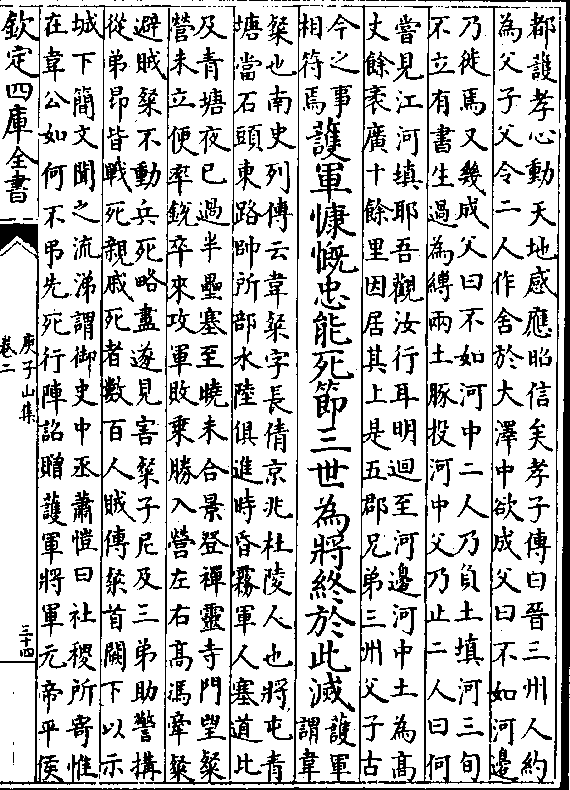 都護孝心動天地感應昭信矣孝子傳曰晉三州人約
為父子父令二人作舍於大澤中欲成父曰不如河邊
乃徙焉又幾成父曰不如河中二人乃負土填河三旬
不立有書生過為縛兩土豚投河中父乃止二人曰何
嘗見江河填耶吾觀汝行耳明迴至河邊河中土為高
丈餘袤廣十餘里因居其上是五郡兄弟三州父子古
今之事
相符焉
護軍慷慨忠能死節三世為將終於此滅
護軍
謂韋
粲也南史列傳云韋粲字長倩京兆杜陵人也將屯青
塘當石頭東路帥所部水陸俱進時昏霧軍人塞道比
及青塘夜已過半壘塞至曉未合景登禪靈寺門望粲
營未立便率銳卒來攻軍敗乘勝入營左右高馮牽粲
避賊粲不動兵死略盡遂見害粲子尼及三弟助警搆
從弟昂皆戰死親戚死者數百人賊傳粲首闕下以示
城下簡文聞之流涕謂御史中丞蕭愷曰社稷所寄惟
在韋公如何不弔先死行陣詔贈護軍將軍元帝平侯
欽定四庫全書
庾子山集
卷二
三十四